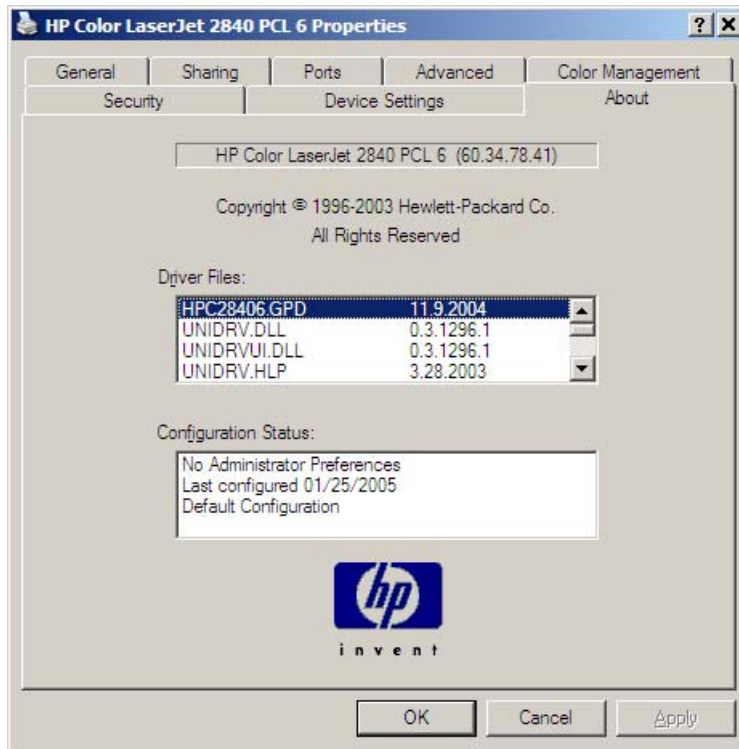 HP Color LaserJet 2840 PCL 6 Properties
General Sharing Ports Advanced Color Management
Security Device Settings About
HP Color LaserJet 2840 PCL 6 (60.34.78.41)
Copyright © 1996-2003 Hewlett-Packard Co.
All Rights Reserved
Driver Files:
HPC28406.GPD 11.9.2004
UNIDRV.DLL 0.3.1296.1
UNIDRVUI.DLL 0.3.1296.1
UNIDRV.HLP 3.28.2003
Configuration Status:
No Administrator Preferences
Last configured 01/25/2005
Default Configuration
hp
invent
OK Cancel Apply